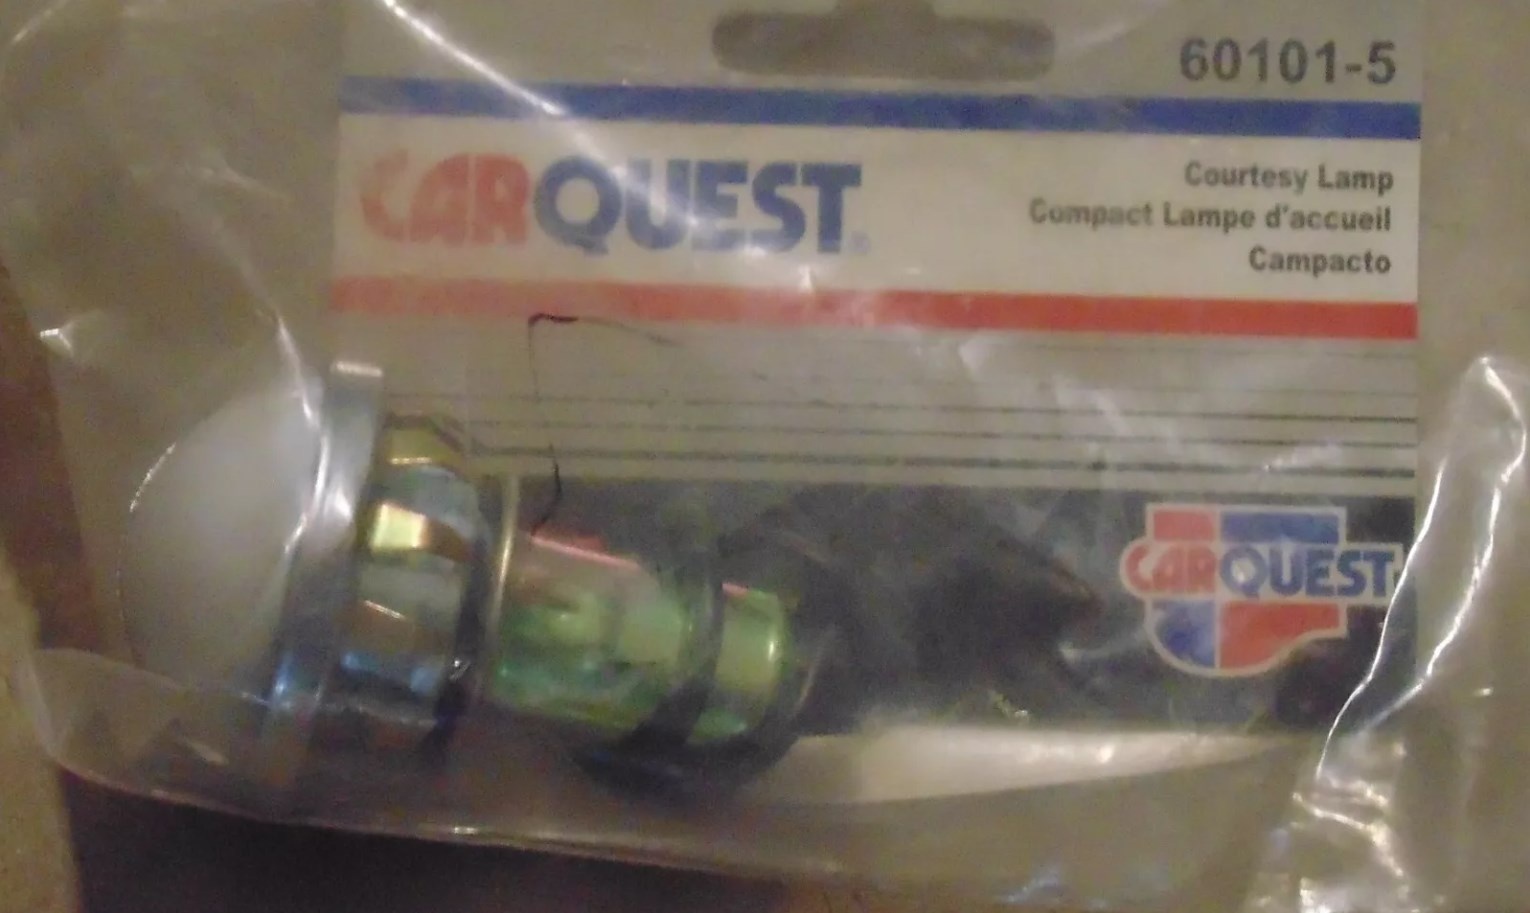 60101-5
CARQUEST
Courtesy Lamp
Compact Lampe d'accueil
Campacto
CARQUEST